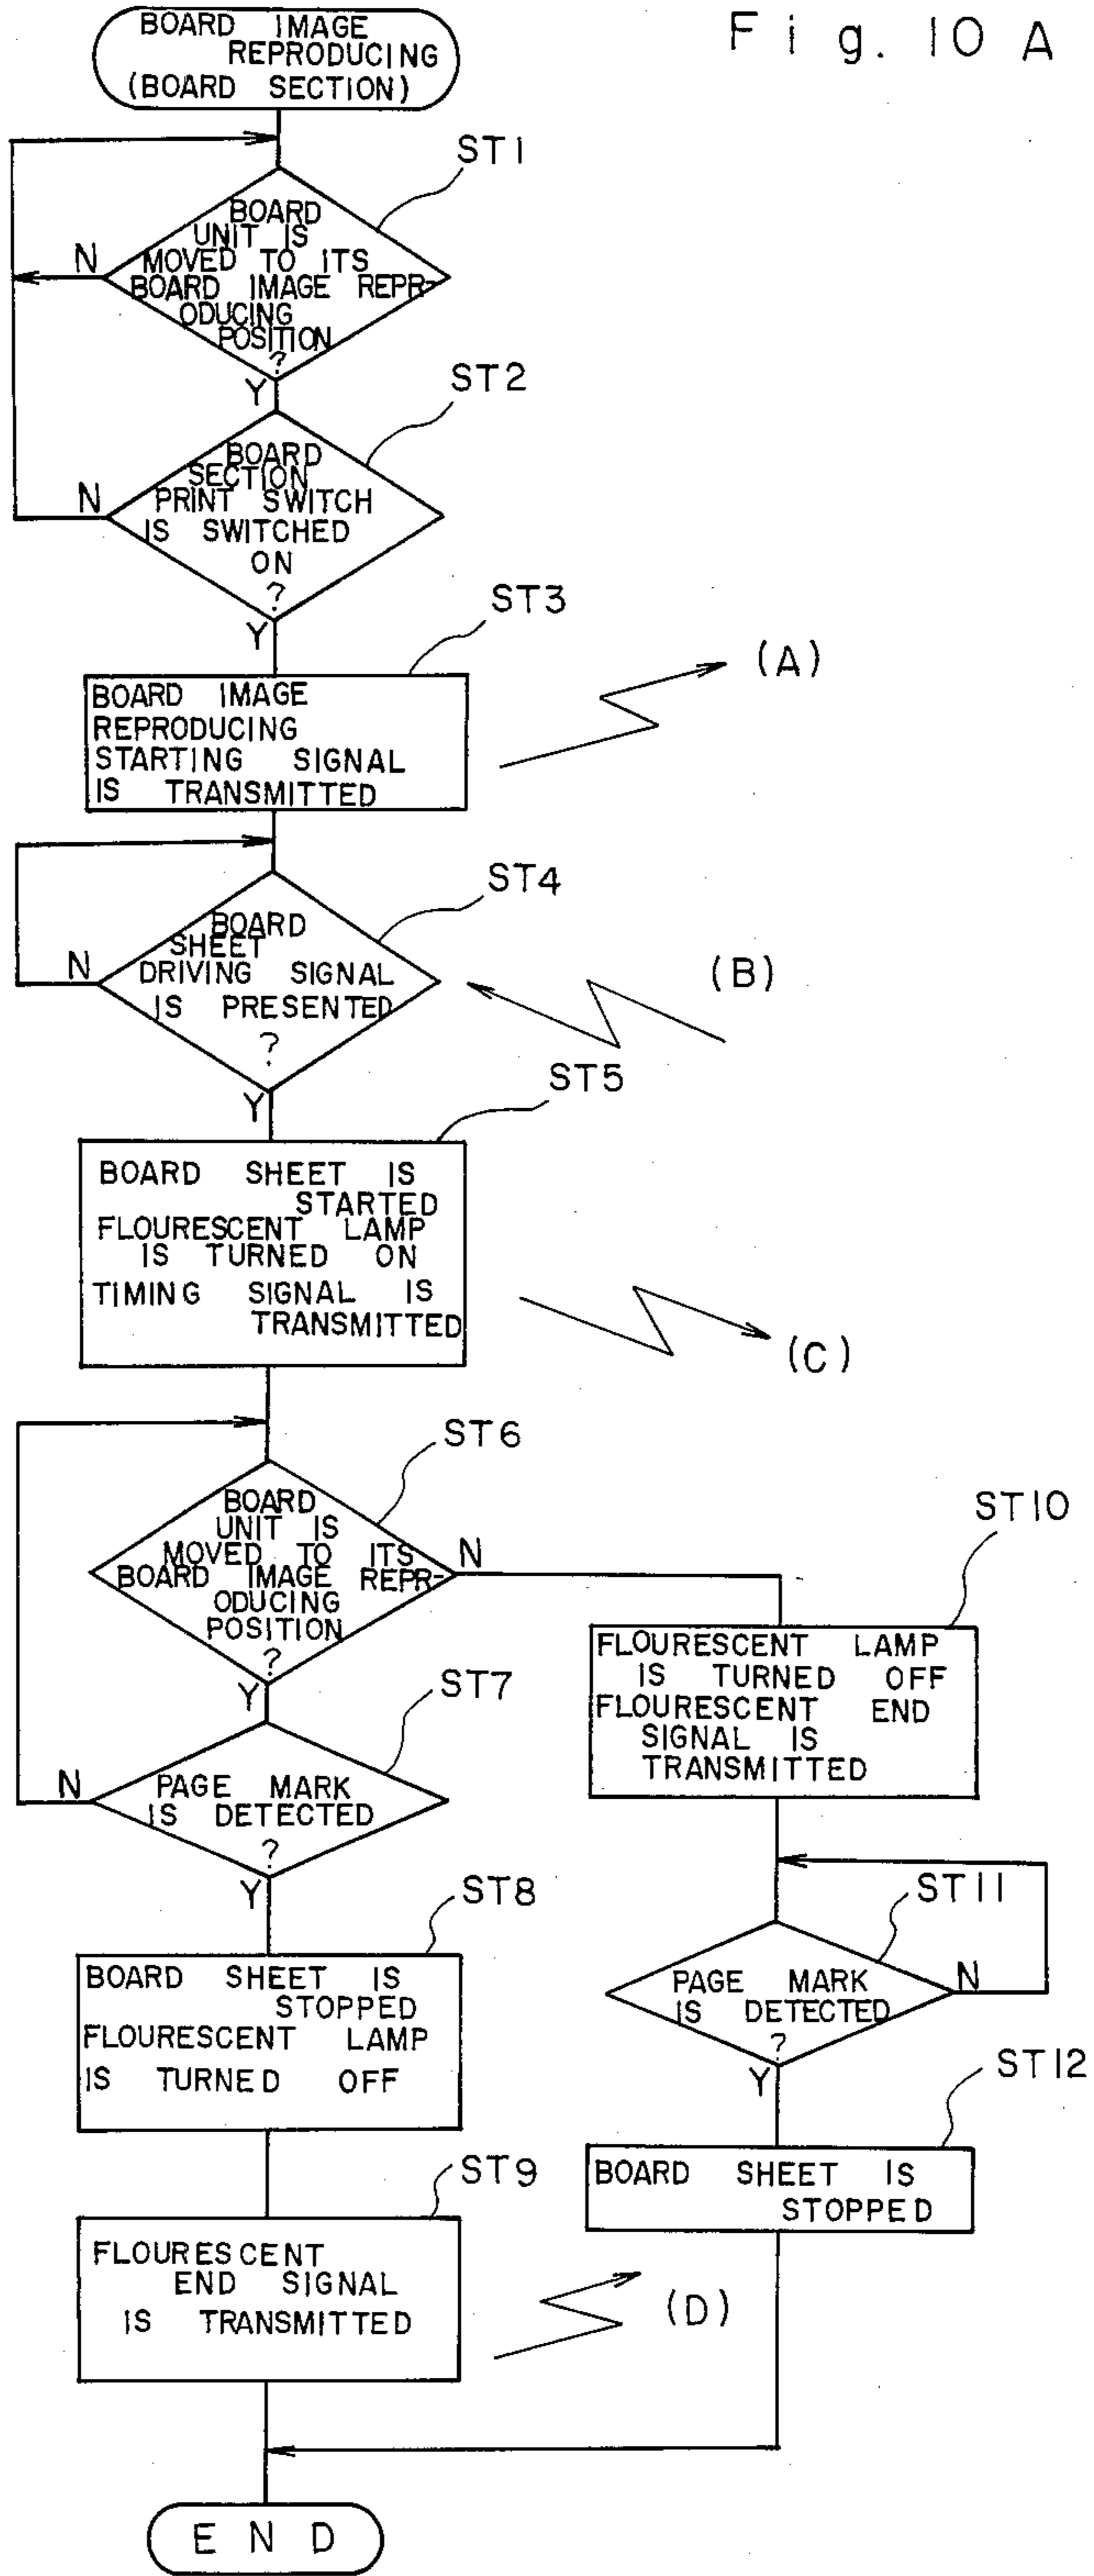 Fig. 10 A
BOARD IMAGE
REPRODUCING
(BOARD SECTION)
ST1
BOARD
UNIT IS
MOVED TO ITS
BOARD IMAGE REPR-
ODUCING
POSITION
?
N
Y
ST2
BOARD
SECTION
PRINT SWITCH
IS SWITCHED
ON
?
N
Y
ST3
BOARD IMAGE
REPRODUCING
STARTING SIGNAL
IS TRANSMITTED
(A)
ST4
BOARD
SHEET
DRIVING SIGNAL
IS PRESENTED
?
N
Y
(B)
ST5
BOARD SHEET IS
STARTED
FLOURESCENT LAMP
IS TURNED ON
TIMING SIGNAL IS
TRANSMITTED
(C)
ST6
BOARD
UNIT IS
MOVED TO ITS
BOARD IMAGE REPR-
ODUCING
POSITION
?
N
Y
ST7
PAGE MARK
IS DETECTED
?
N
Y
ST8
BOARD SHEET IS
STOPPED
FLOURESCENT LAMP
IS TURNED OFF
ST9
FLOURESCENT
END SIGNAL
IS TRANSMITTED
(D)
ST10
FLOURESCENT LAMP
IS TURNED OFF
FLOURESCENT END
SIGNAL IS
TRANSMITTED
ST11
PAGE MARK
IS DETECTED
?
N
Y
ST12
BOARD SHEET IS
STOPPED
END